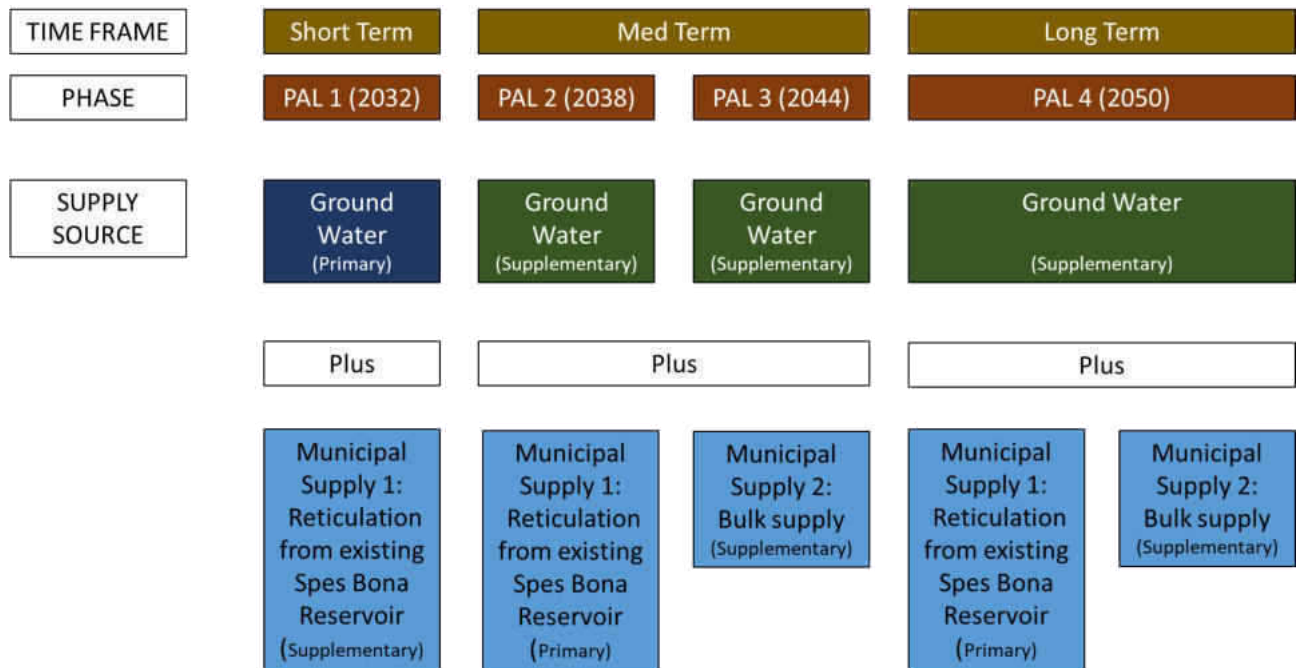 TIME FRAME
Short Term
Med Term
Long Term
PHASE
PAL 1 (2032)
PAL 2 (2038)
PAL 3 (2044)
PAL 4 (2050)
SUPPLY
SOURCE
Ground
Water
(Primary)
Ground
Water
(Supplementary)
Ground
Water
(Supplementary)
Ground Water
(Supplementary)
Plus
Plus
Plus
Municipal
Supply 1:
Reticulation
from existing
Spes Bona
Reservoir
(Supplementary)
Municipal
Supply 1:
Reticulation
from existing
Spes Bona
Reservoir
(Primary)
Municipal
Supply 2:
Bulk supply
(Supplementary)
Municipal
Supply 1:
Reticulation
from existing
Spes Bona
Reservoir
(Primary)
Municipal
Supply 2:
Bulk supply
(Supplementary)